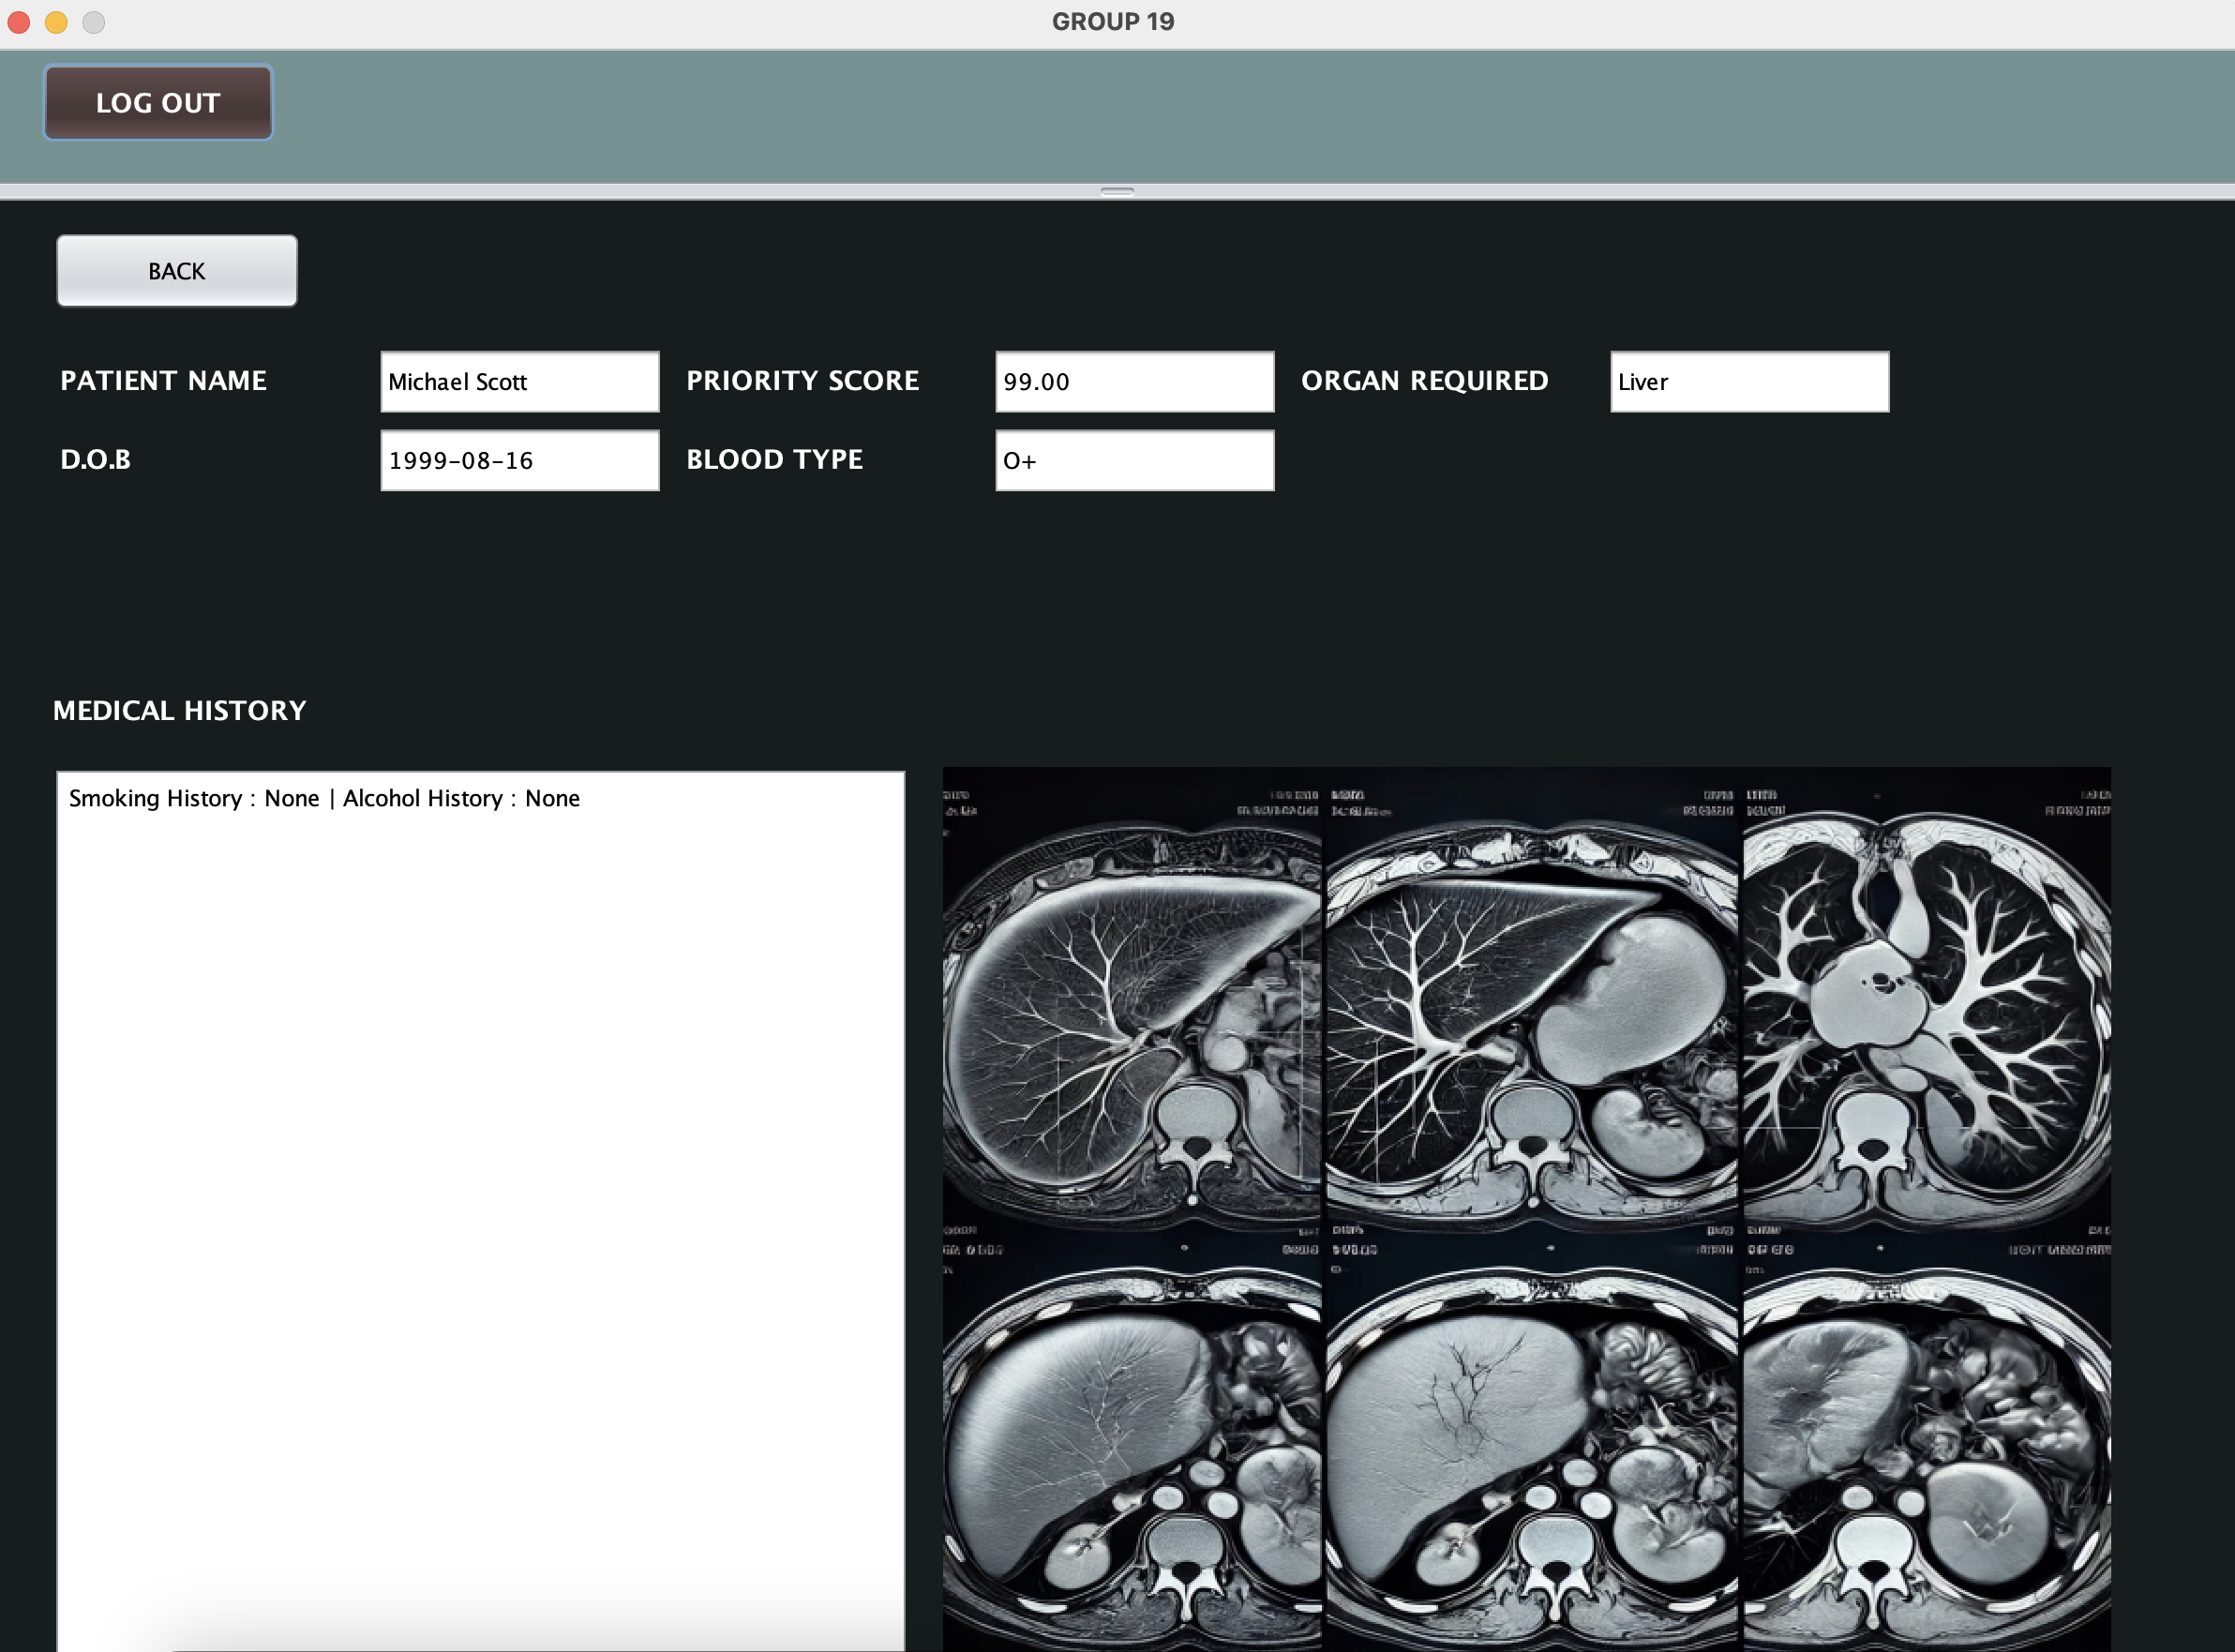 GROUP 19
LOG OUT
BACK
PATIENT NAME
Michael Scott
PRIORITY SCORE
99.00
ORGAN REQUIRED
Liver
D.O.B
1999-08-16
BLOOD TYPE
O+
MEDICAL HISTORY
Smoking History : None | Alcohol History : None